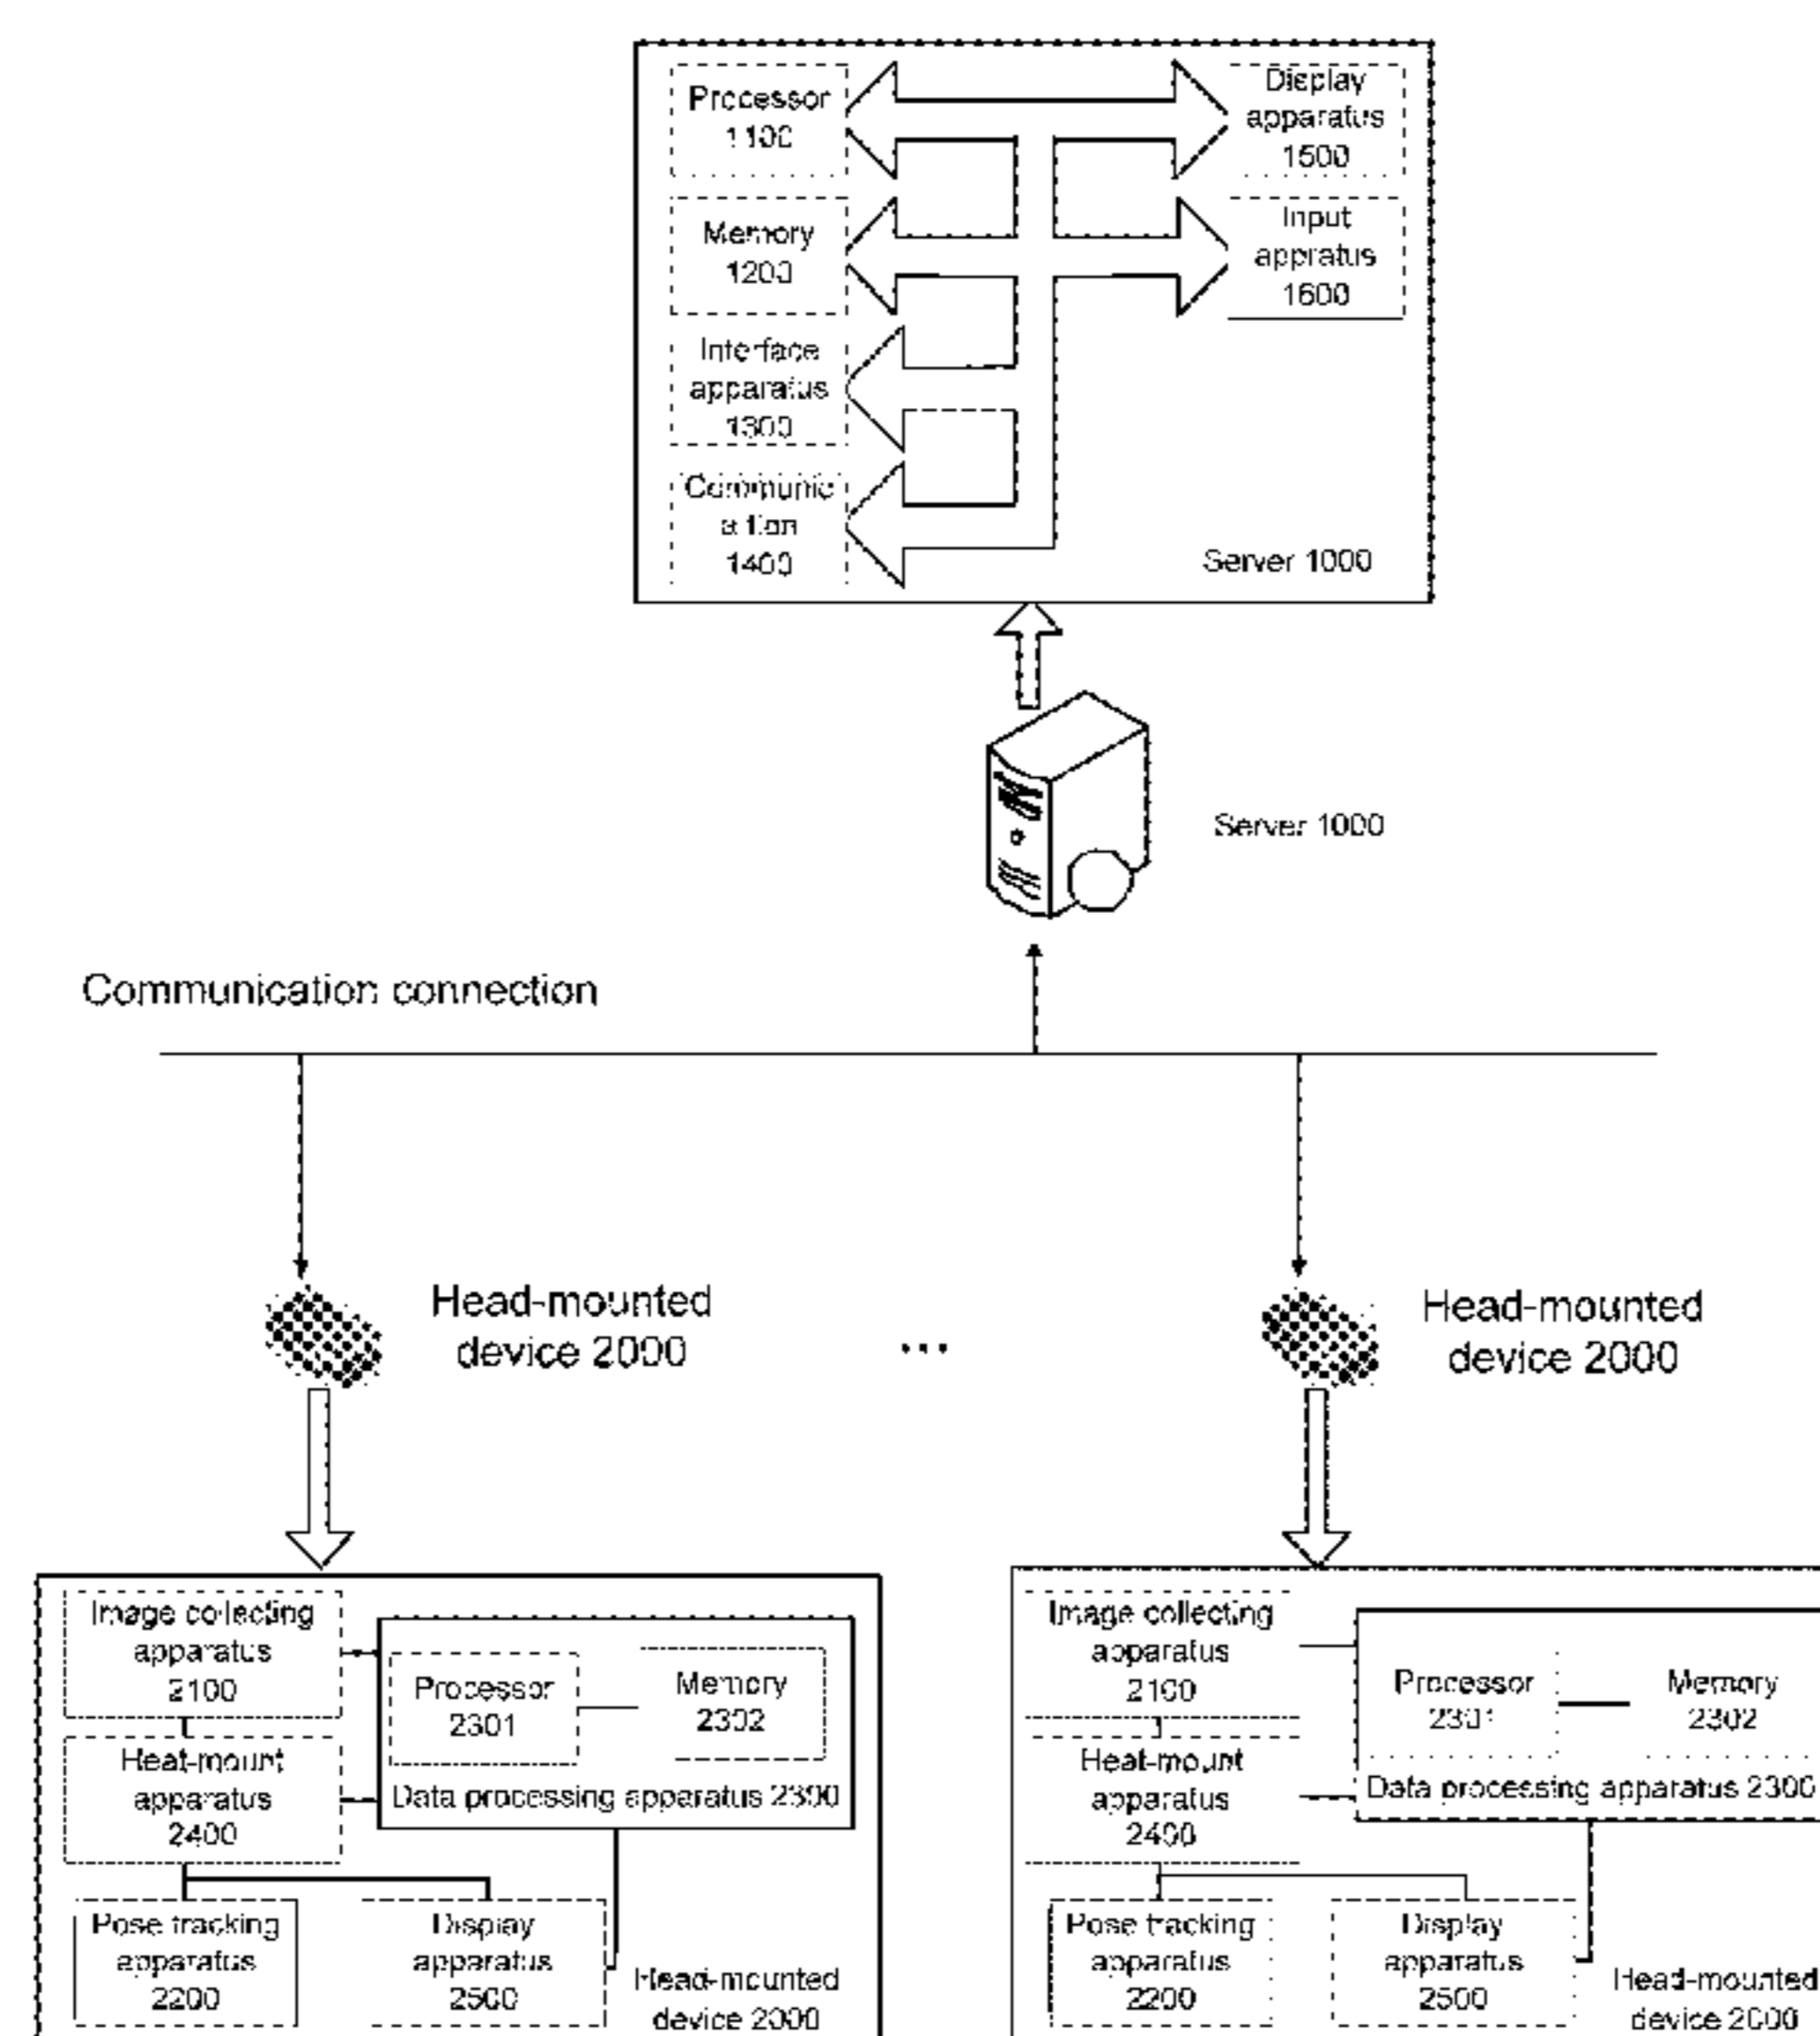 Processor
1100
Display
apparatus
1500
Memory
1200
Input
appratus
1600
Interface
apparatus
1300
Communic
ation
1400
Server 1000
Server 1000
Communication connection
Head-mounted
device 2000
...
Head-mounted
device 2000
Image collecting
apparatus
2100
Processor
2301
Memory
2302
Heat-mount
apparatus
2400
Data processing apparatus 2300
Pose tracking
apparatus
2200
Display
apparatus
2500
Head-mounted
device 2000
Image collecting
apparatus
2100
Processor
2301
Memory
2302
Heat-mount
apparatus
2400
Data processing apparatus 2300
Pose tracking
apparatus
2200
Display
apparatus
2500
Head-mounted
device 2000